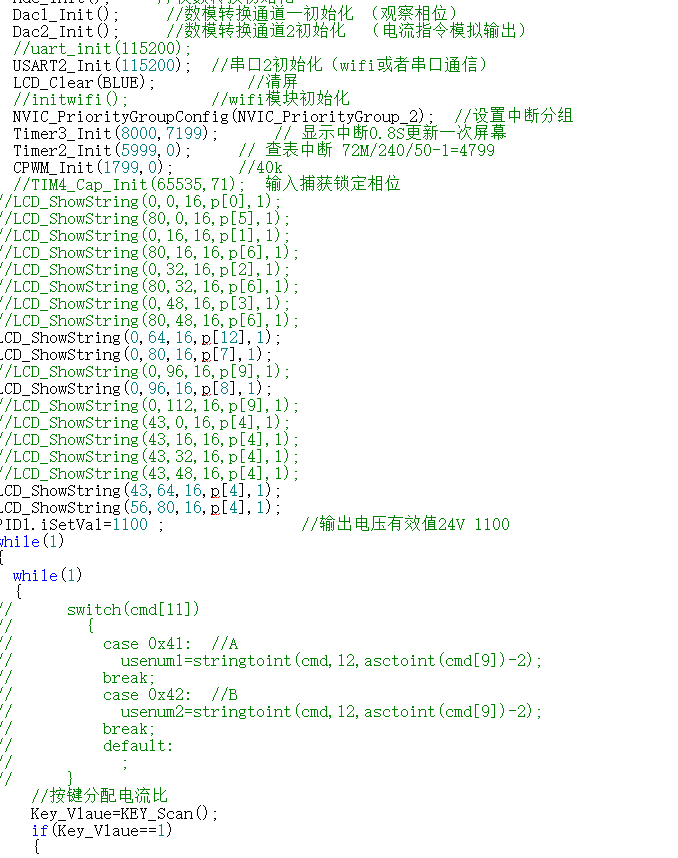 Dac1_Init();     //数模转换通道一初始化 （观察相位）
Dac2_Init();     //数模转换通道2初始化  （电流指令模拟输出）
//uart_init(115200);
USART2_Init(115200);  //串口2初始化(wifi或者串口通信)
LCD_Clear(BLUE);          //清屏
//initwifi();         //wifi模块初始化
NVIC_PriorityGroupConfig(NVIC_PriorityGroup_2);  //设置中断分组
Timer3_Init(8000,7199);      // 显示中断0.8S更新一次屏幕
Timer2_Init(5999,0);     // 查表中断 72M/240/50-1=4799
CPWM_Init(1799,0);       //40k
//TIM4_Cap_Init(65535,71);  输入捕获锁定相位
//LCD_ShowString(0,0,16,p[0],1);
//LCD_ShowString(80,0,16,p[5],1);
//LCD_ShowString(0,16,16,p[1],1);
//LCD_ShowString(80,16,16,p[6],1);
//LCD_ShowString(0,32,16,p[2],1);
//LCD_ShowString(80,32,16,p[6],1);
//LCD_ShowString(0,48,16,p[3],1);
//LCD_ShowString(80,48,16,p[6],1);
LCD_ShowString(0,64,16,p[12],1);
LCD_ShowString(0,80,16,p[7],1);
//LCD_ShowString(0,96,16,p[9],1);
LCD_ShowString(0,96,16,p[8],1);
//LCD_ShowString(0,112,16,p[9],1);
//LCD_ShowString(43,0,16,p[4],1);
//LCD_ShowString(43,16,16,p[4],1);
//LCD_ShowString(43,32,16,p[4],1);
//LCD_ShowString(43,48,16,p[4],1);
LCD_ShowString(43,64,16,p[4],1);
LCD_ShowString(56,80,16,p[4],1);
PID1.iSetVal=1100 ;               //输出电压有效值24V 1100
while(1)
{
while(1)
{
//      switch(cmd[11])
//        {
//          case 0x41:  //A
//            usenum1=stringtoint(cmd,12,asctoint(cmd[9])-2);
//          break;
//          case 0x42:  //B
//            usenum2=stringtoint(cmd,12,asctoint(cmd[9])-2);
//          break;
//          default:
//            ;
//      }
//按键分配电流比
Key_Vlaue=KEY_Scan();
if(Key_Vlaue==1)
{